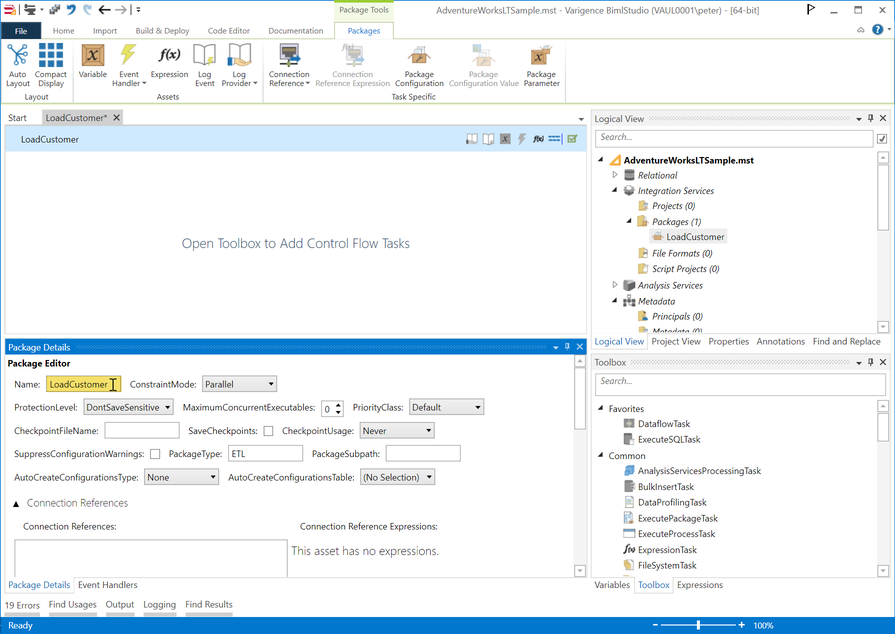 Package Tools
AdventureWorksLTSample.mst - Varigence BimlStudio (VAUL0001\peter) - [64-bit]
File Home Import Build & Deploy Code Editor Documentation Packages
Auto Layout
Compact Display
Variable
Event Handler
Expression
Log Event
Log Provider
Connection Reference
Connection Reference Expression
Package Configuration
Package Configuration Value
Package Parameter
Layout Assets Task Specific
Start LoadCustomer*
LoadCustomer
Open Toolbox to Add Control Flow Tasks
Package Details
Package Editor
Name: LoadCustomer ConstraintMode: Parallel
ProtectionLevel: DontSaveSensitive MaximumConcurrentExecutables: 0 PriorityClass: Default
CheckpointFileName: SaveCheckpoints: CheckpointUsage: Never
SuppressConfigurationWarnings: PackageType: ETL PackageSubpath:
AutoCreateConfigurationsType: None AutoCreateConfigurationsTable: (No Selection)
Connection References
Connection References: Connection Reference Expressions:
This asset has no expressions.
Package Details Event Handlers
19 Errors Find Usages Output Logging Find Results
Logical View
Search...
AdventureWorksLTSample.mst
Relational
Integration Services
Projects (0)
Packages (1)
LoadCustomer
File Formats (0)
Script Projects (0)
Analysis Services
Metadata
Principals (0)
Metadata (0)
Logical View Project View Properties Annotations Find and Replace
Toolbox
Search...
Favorites
DataflowTask
ExecuteSQLTask
Common
AnalysisServicesProcessingTask
BulkInsertTask
DataProfilingTask
ExecutePackageTask
ExecuteProcessTask
ExpressionTask
FileSystemTask
Variables Toolbox Expressions
Ready 100%